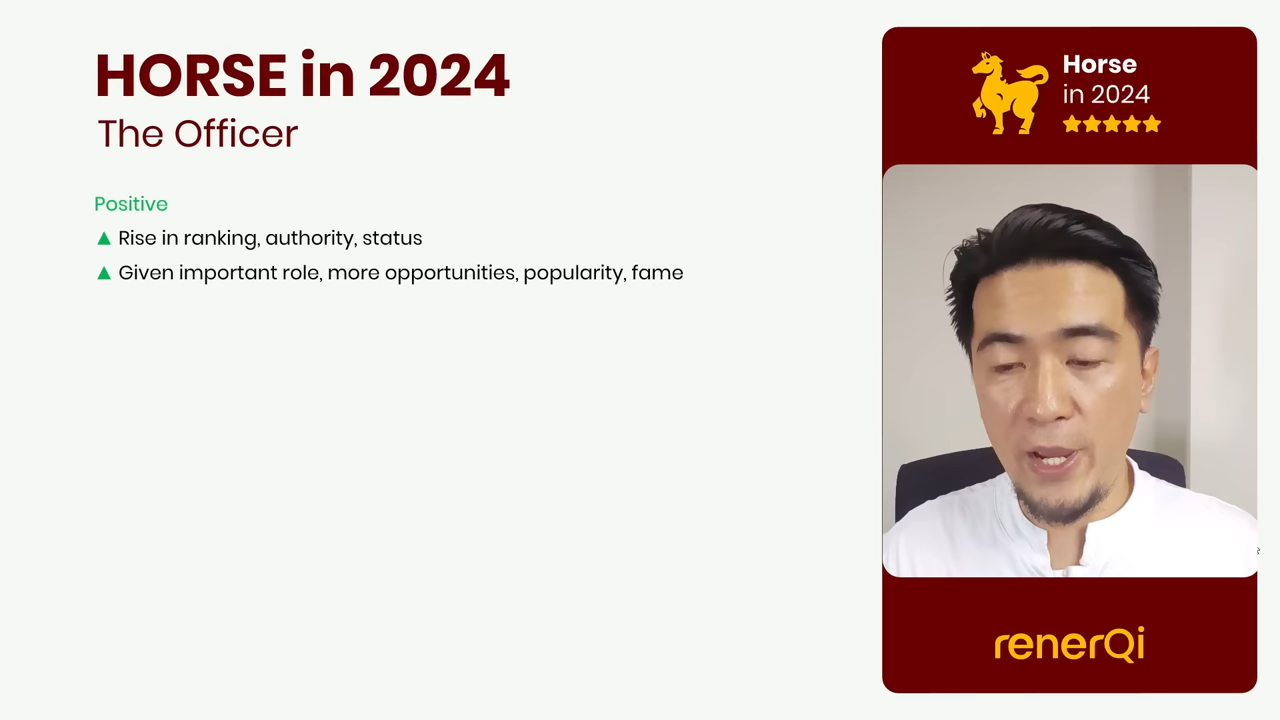 HORSE in 2024
The Officer
Positive
▲ Rise in ranking, authority, status
▲ Given important role, more opportunities, popularity, fame
Horse
in 2024
renerQi